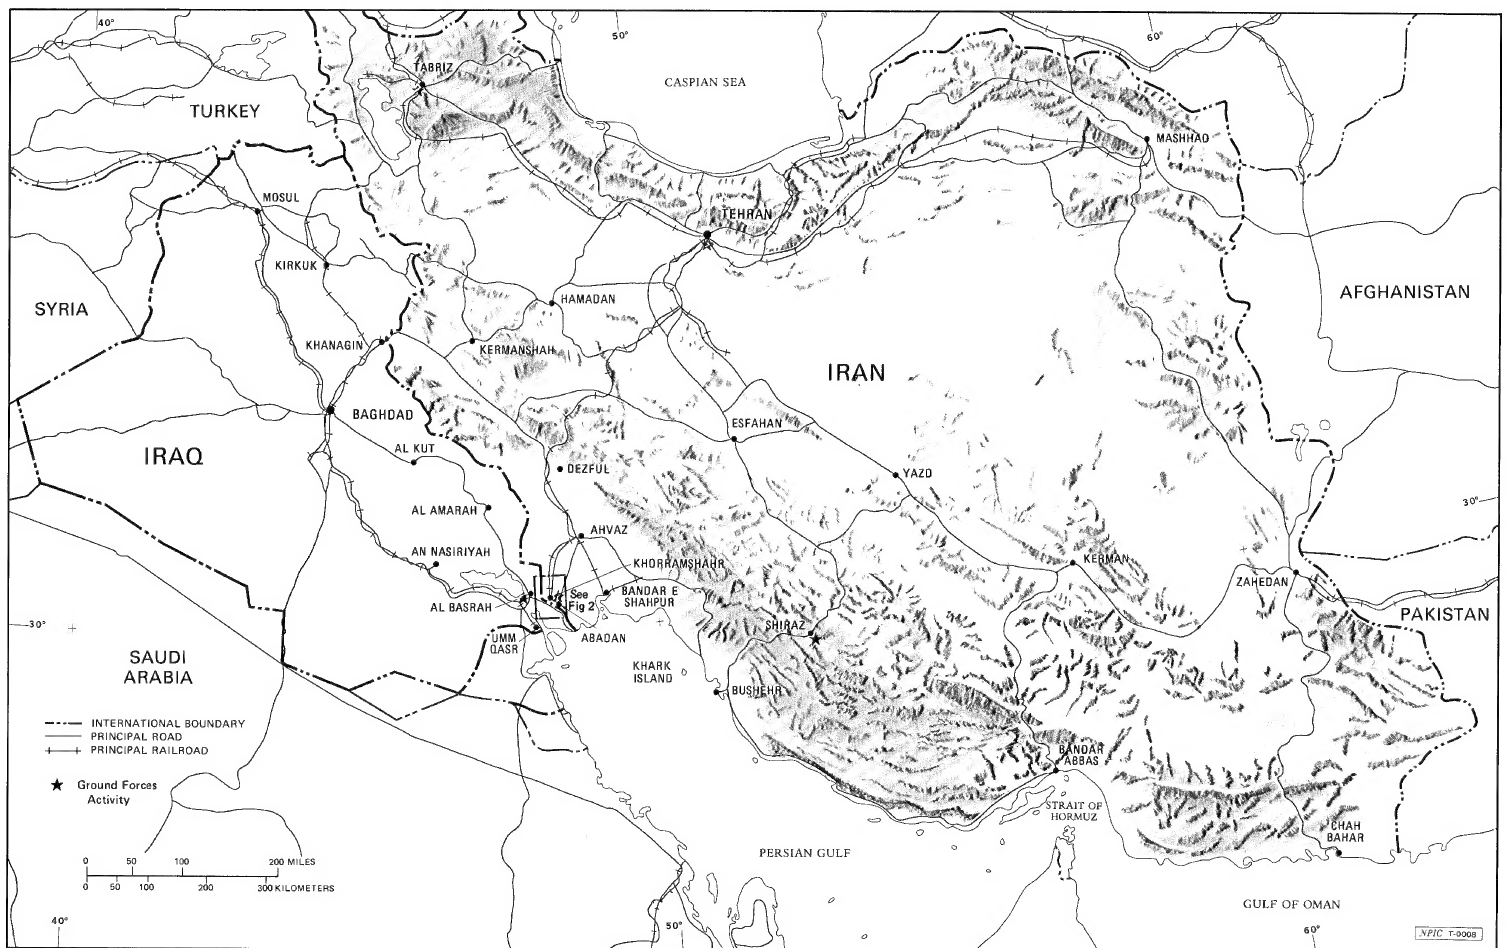 40°
50°
60°
TABRIZ
CASPIAN SEA
TURKEY
MASHHAD
MOSUL
TEHRAN
KIRKUK
SYRIA
HAMADAN
AFGHANISTAN
KHANAGIN
KERMANSHAH
IRAN
BAGHDAD
ESFAHAN
AL KUT
IRAQ
DEZFUL
YAZD
30°
AL AMARAH
AHVAZ
AN NASIRIYAH
KHORRAMSHAHR
KERMAN
ZAHEDAN
See
Fig 2
BANDAR E
SHAHPUR
AL BASRAH
PAKISTAN
30°
SHIRAZ
UMM
QASR
ABADAN
SAUDI
ARABIA
KHARK
ISLAND
BUSHEHR
INTERNATIONAL BOUNDARY
PRINCIPAL ROAD
PRINCIPAL RAILROAD
BANDAR
ABBAS
Ground Forces
Activity
STRAIT OF
HORMUZ
CHAH
BAHAR
PERSIAN GULF
0 50 100 200 MILES
0 50 100 200 300 KILOMETERS
GULF OF OMAN
40°
50°
60°
NPIC T-0008